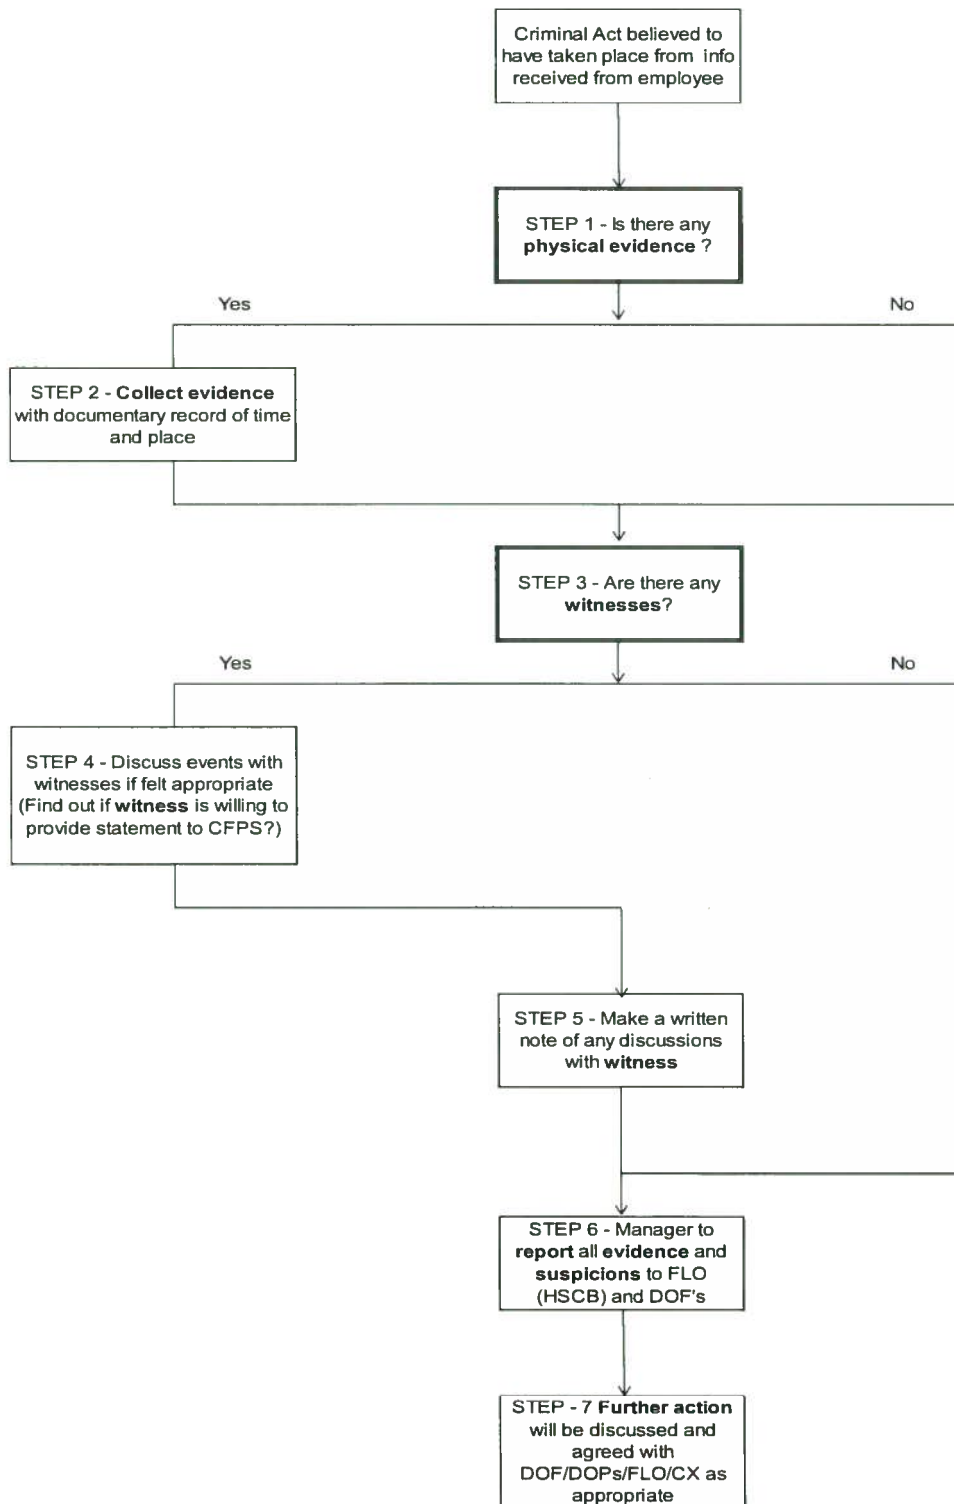 Criminal Act believed to
have taken place from info
received from employee
STEP 1 - Is there any
physical evidence ?
Yes
No
STEP 2 - Collect evidence
with documentary record of time
and place
STEP 3 - Are there any
witnesses?
Yes
No
STEP 4 - Discuss events with
witnesses if felt appropriate
(Find out if witness is willing to
provide statement to CFPS?)
STEP 5 - Make a written
note of any discussions
with witness
STEP 6 - Manager to
report all evidence and
suspicions to FLO
(HSCB) and DOF's
STEP - 7 Further action
will be discussed and
agreed with
DOF/DOPs/FLO/CX as
appropriate